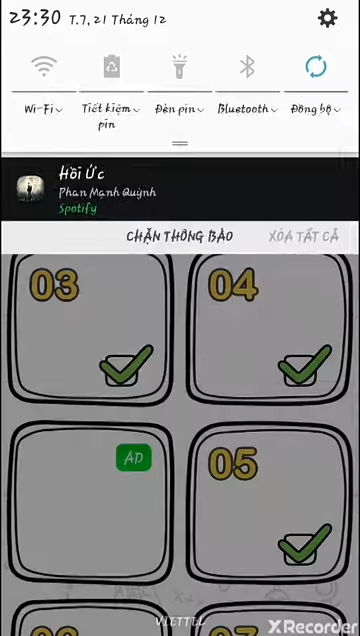 23:30 T.7, 21 Tháng 12
Wi-Fi
Tiết kiệm pin
Đèn pin
Bluetooth
Đồng bộ
Hồi Ức
Phan Mạnh Quỳnh
Spotify
CHẶN THÔNG BÁO XÓA TẤT CẢ
03 04
AD 05
VIETTEL
XRecorder